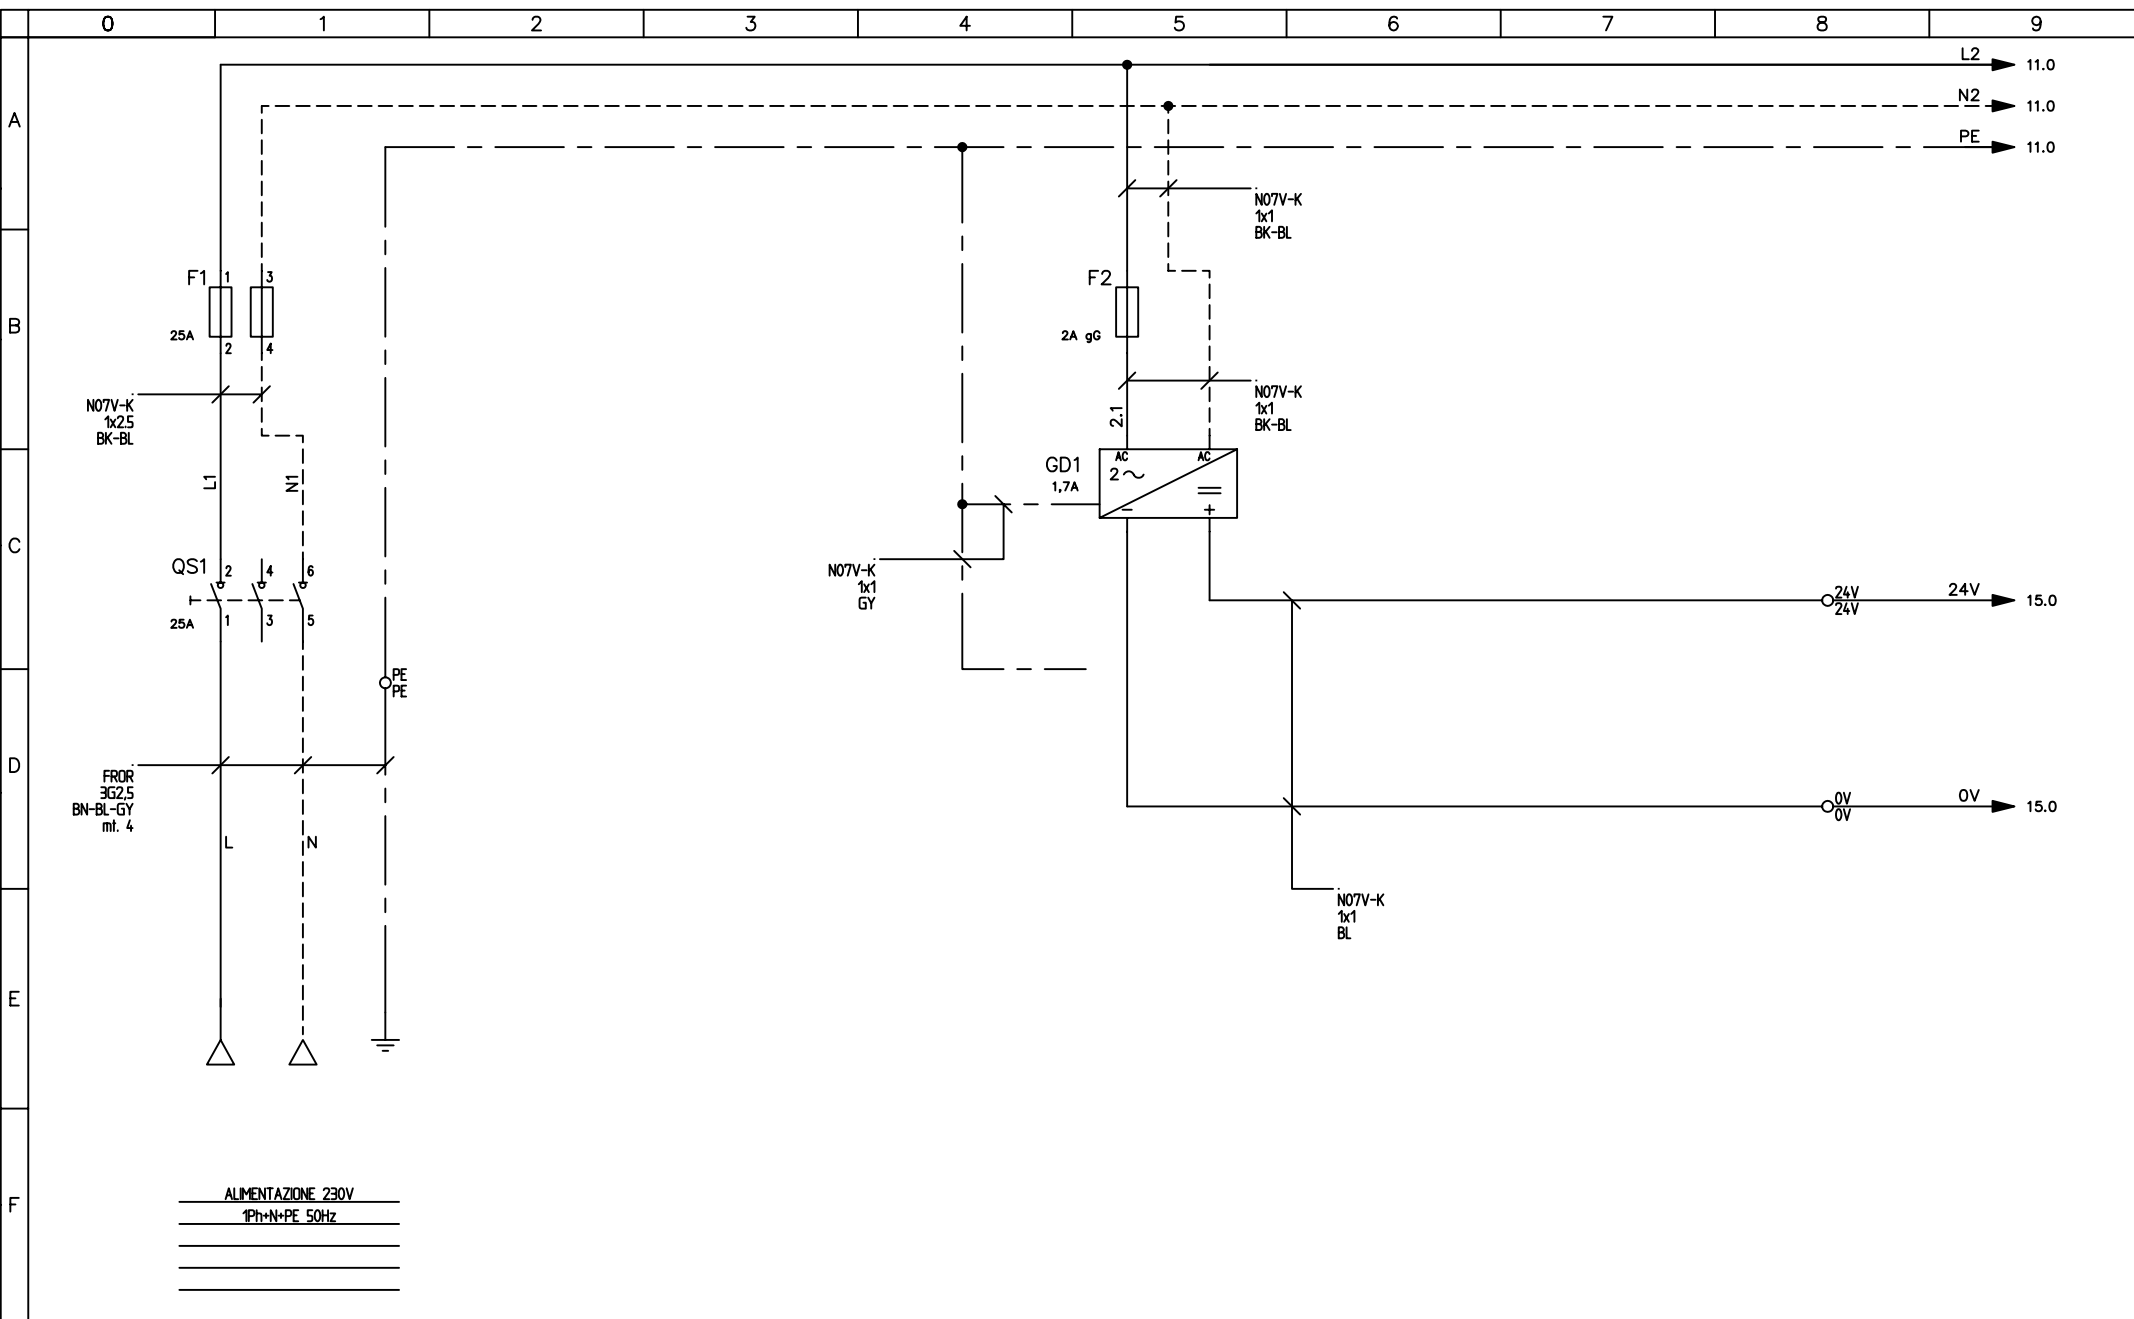 0 1 2 3 4 5 6 7 8 9
L2 11.0
A
N2 11.0
PE 11.0
N07V-K
1x1
BK-BL
B
F1 1 3
25A
2 4
F2
2A gG
N07V-K
1x2.5
BK-BL
2.1
N07V-K
1x1
BK-BL
C
L1
N1
GD1
1,7A
AC AC
2
- +
QS1 2 4 6
25A
1 3 5
N07V-K
1x1
GY
24V
24V
24V 15.0
PE
PE
D
FROR
3G2,5
BN-BL-GY
mt. 4
L N
0V
0V
0V 15.0
N07V-K
1x1
BL
E
F
ALIMENTAZIONE 230V
1Ph+N+PE 50Hz